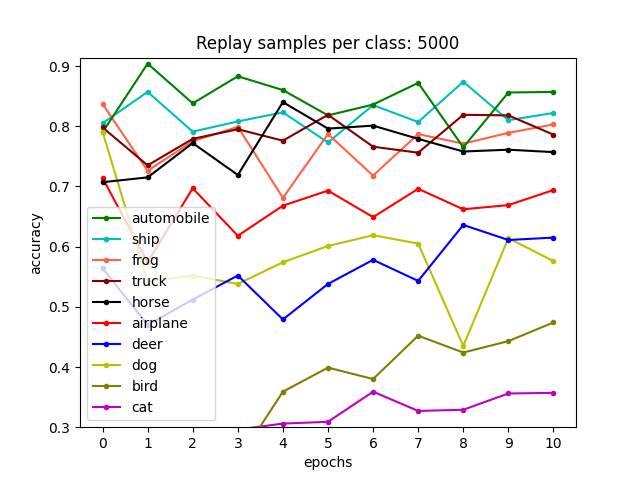 Replay samples per class: 5000
0.9
0.8
0.7
0.6
0.5
0.4
0.3
accuracy
automobile
ship
frog
truck
horse
airplane
deer
dog
bird
cat
0 1 2 3 4 5 6 7 8 9 10
epochs